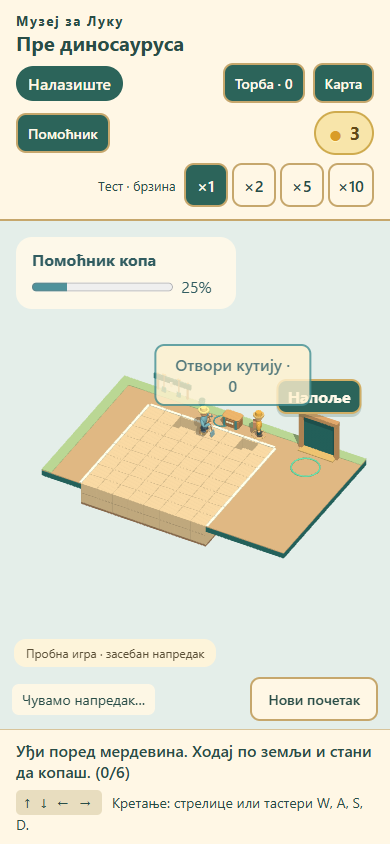 Музеј за Луку
Пре диносауруса
Налазиште
Торба · 0
Карта
Помоћник
3
Тест · брзина
×1
×2
×5
×10
Помоћник копа
25%
Отвори кутију ·
0
Напоље
Пробна игра · засебан напредак
Чувамо напредак...
Нови почетак
Уђи поред мердевина. Ходај по земљи и стани
да копаш. (0/6)
↑ ↓ ← → Кретање: стрелице или тастери W, A, S,
D.